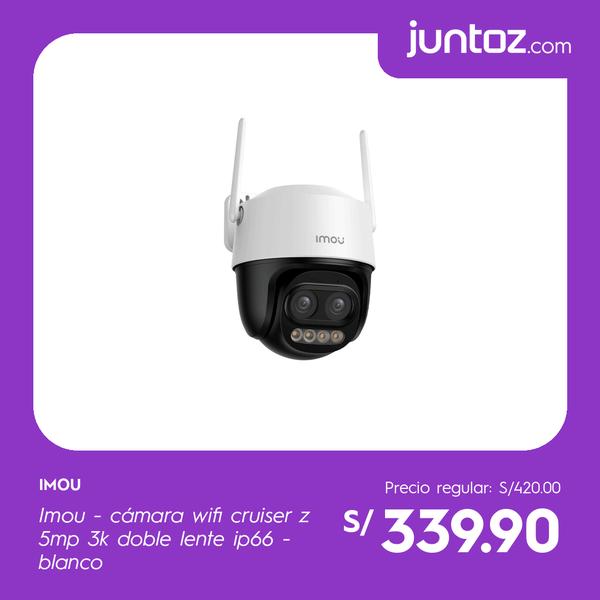 juntoz.com
imou
IMOU
Imou - cámara wifi cruiser z
5mp 3k doble lente ip66 -
blanco
Precio regular: S/420.00
S/339.90